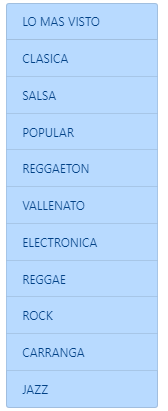 LO MAS VISTO
CLASICA
SALSA
POPULAR
REGGAETON
VALLENATO
ELECTRONICA
REGGAE
ROCK
CARRANGA
JAZZ